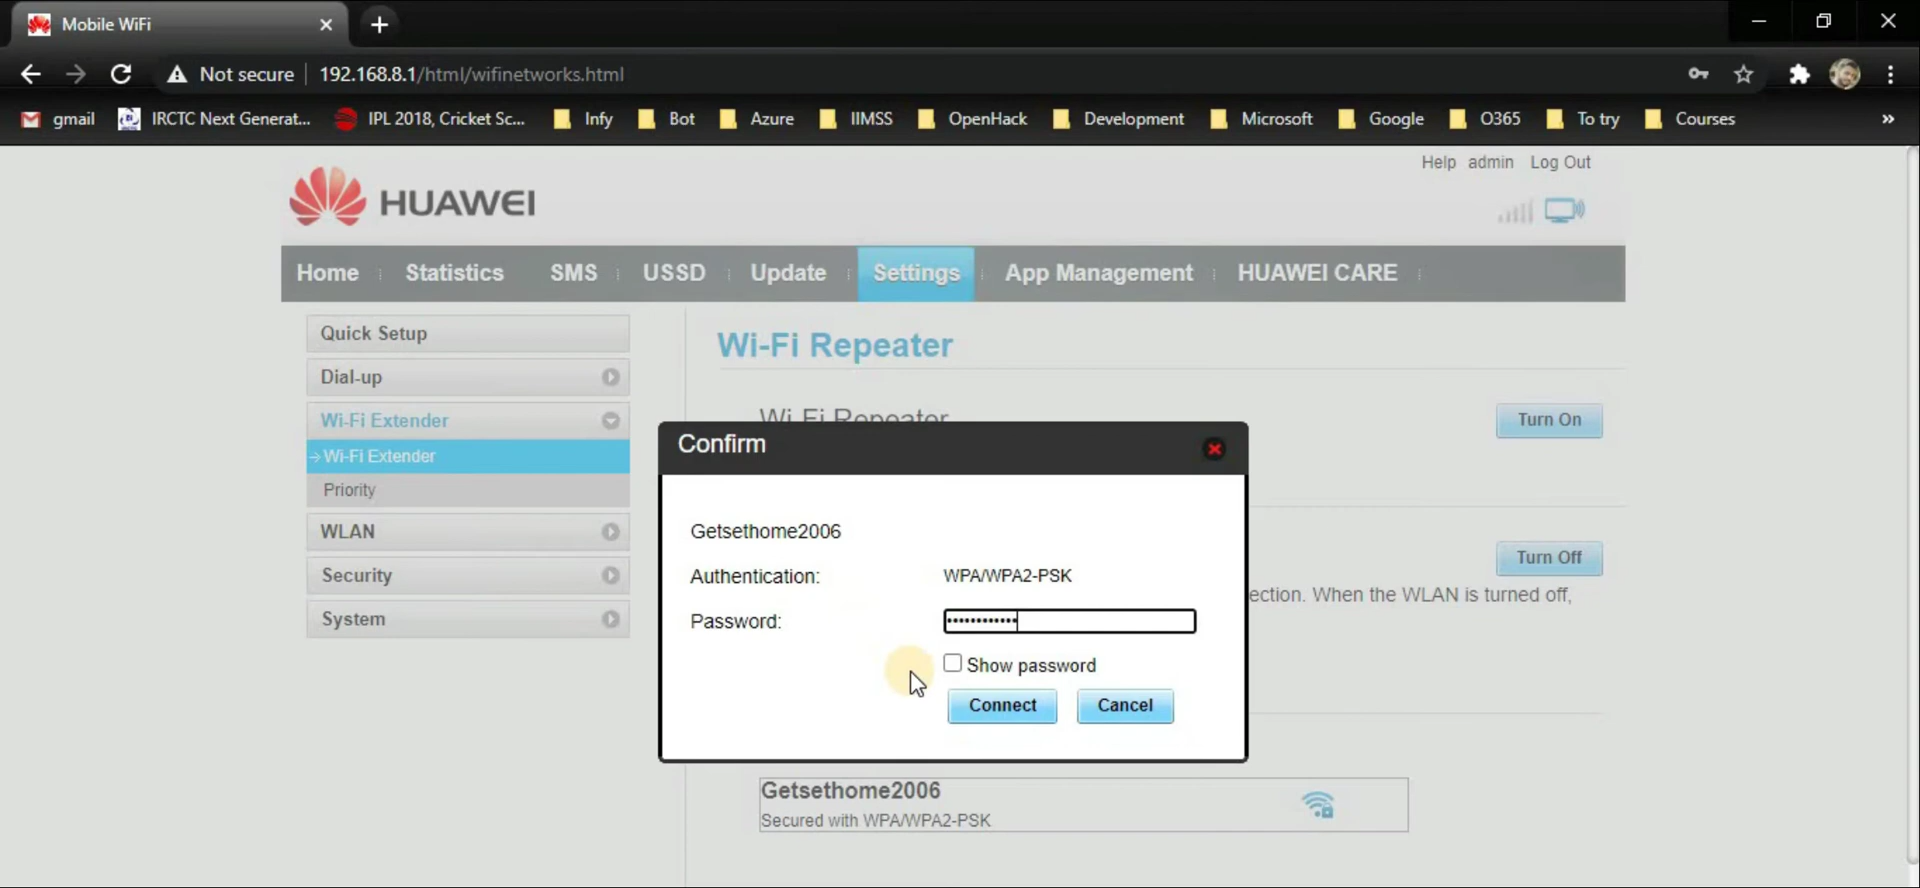 Mobile WiFi
Not secure 192.168.8.1/html/wifinetworks.html
gmail IRCTC Next Generat... IPL 2018, Cricket Sc... Infy Bot Azure IIMSS OpenHack Development Microsoft Google O365 To try Courses »
Help admin Log Out
HUAWEI
Home Statistics SMS USSD Update Settings App Management HUAWEI CARE
Quick Setup
Dial-up
Wi-Fi Extender
Wi-Fi Extender
Priority
WLAN
Security
System
Wi-Fi Repeater
Wi-Fi Repeater
Turn On
Turn Off
ection. When the WLAN is turned off,
Confirm
Getsethome2006
Authentication: WPA/WPA2-PSK
Password: ••••••••••••
Show password
Connect Cancel
Getsethome2006
Secured with WPA/WPA2-PSK